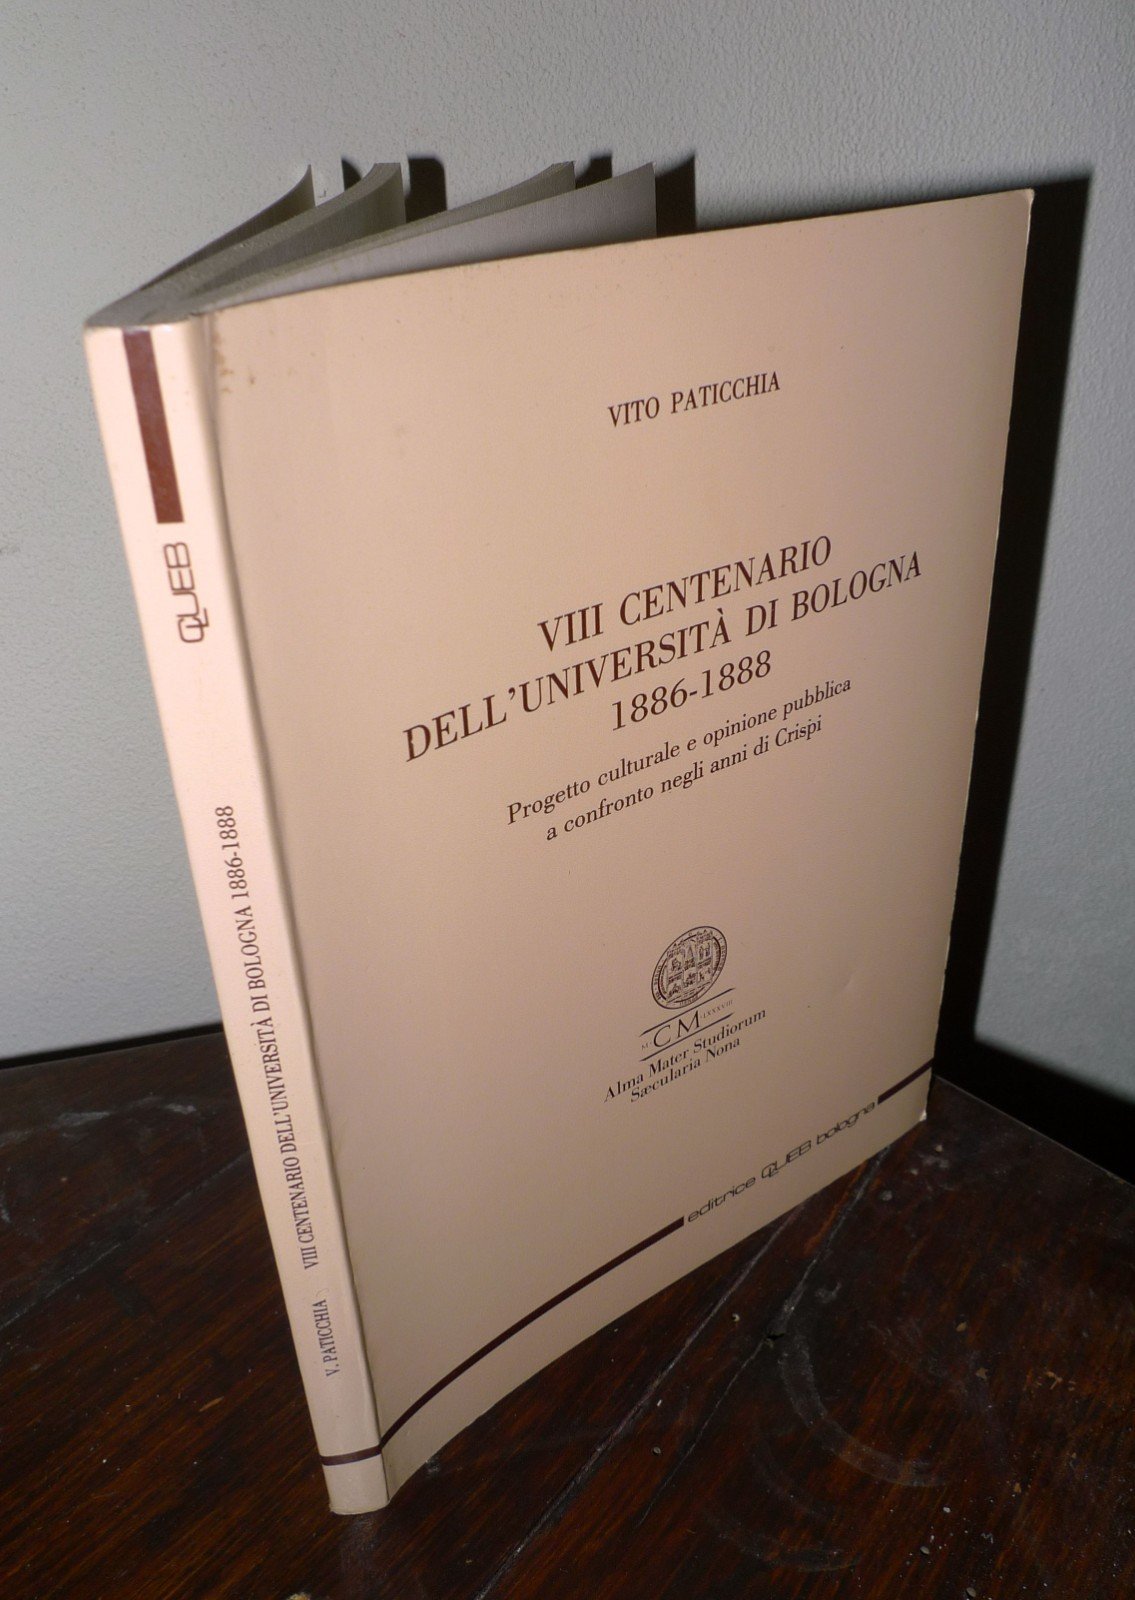 VITO PATICCHIA
VIII CENTENARIO
DELL'UNIVERSITÀ DI BOLOGNA
1886-1888
Progetto culturale e opinione pubblica
a confronto negli anni di Crispi
CM
Alma Mater Studiorum
Sæcularia Nona
editrice CLUEB bologna
CLUEB
V. PATICCHIA VIII CENTENARIO DELL'UNIVERSITÀ DI BOLOGNA 1886-1888